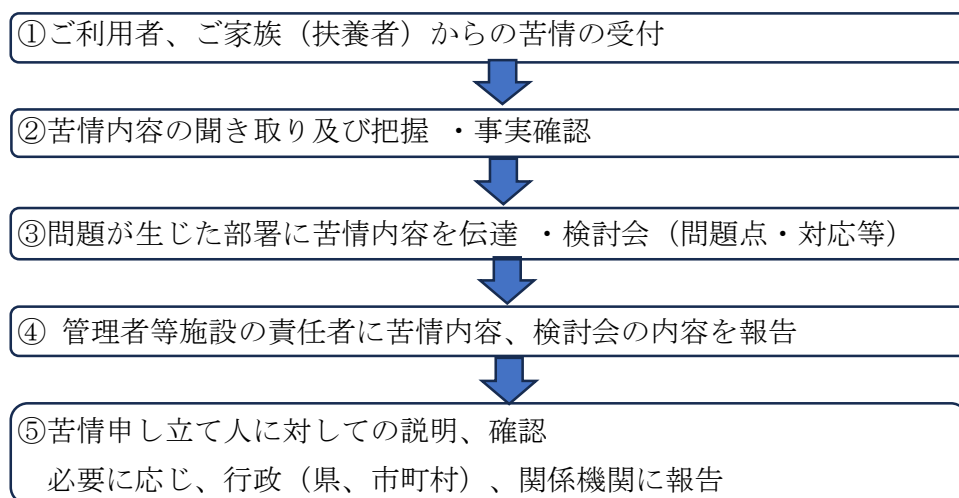 ①ご利用者、ご家族（扶養者）からの苦情の受付
②苦情内容の聞き取り及び把握 ・事実確認
③問題が生じた部署に苦情内容を伝達 ・検討会（問題点・対応等）
④ 管理者等施設の責任者に苦情内容、検討会の内容を報告
⑤苦情申し立て人に対しての説明、確認
必要に応じ、行政（県、市町村）、関係機関に報告